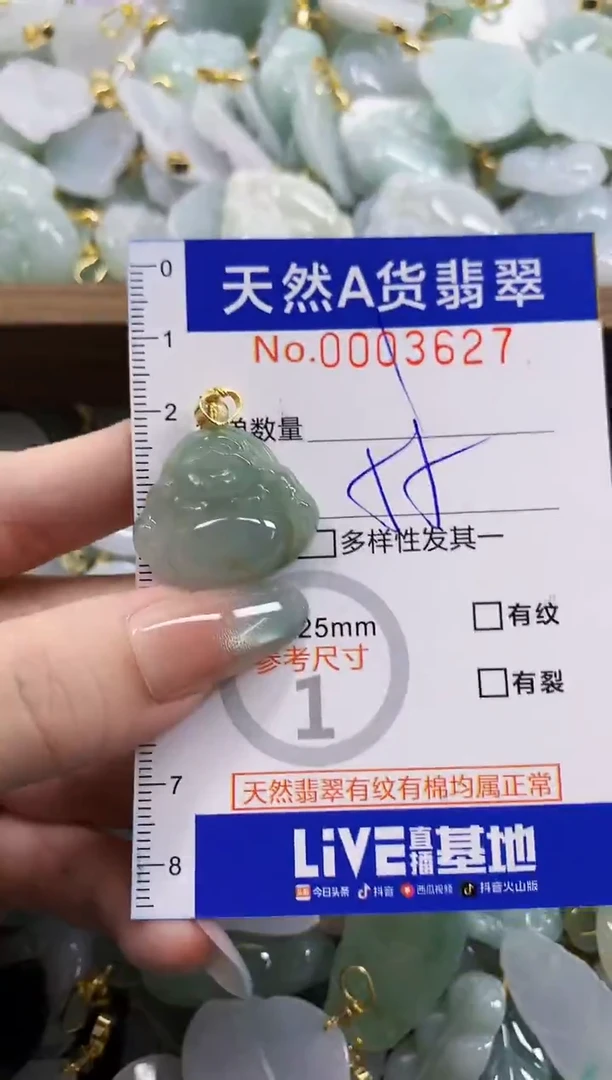 0
天然A货翡翠
1
No.0003627
2
单数量
多样性发其一
25mm
有纹
参考尺寸
有裂
1
7
天然翡翠有纹有棉均属正常
LiVE直播基地
8
今日头条 抖音 西瓜视频 抖音火山版